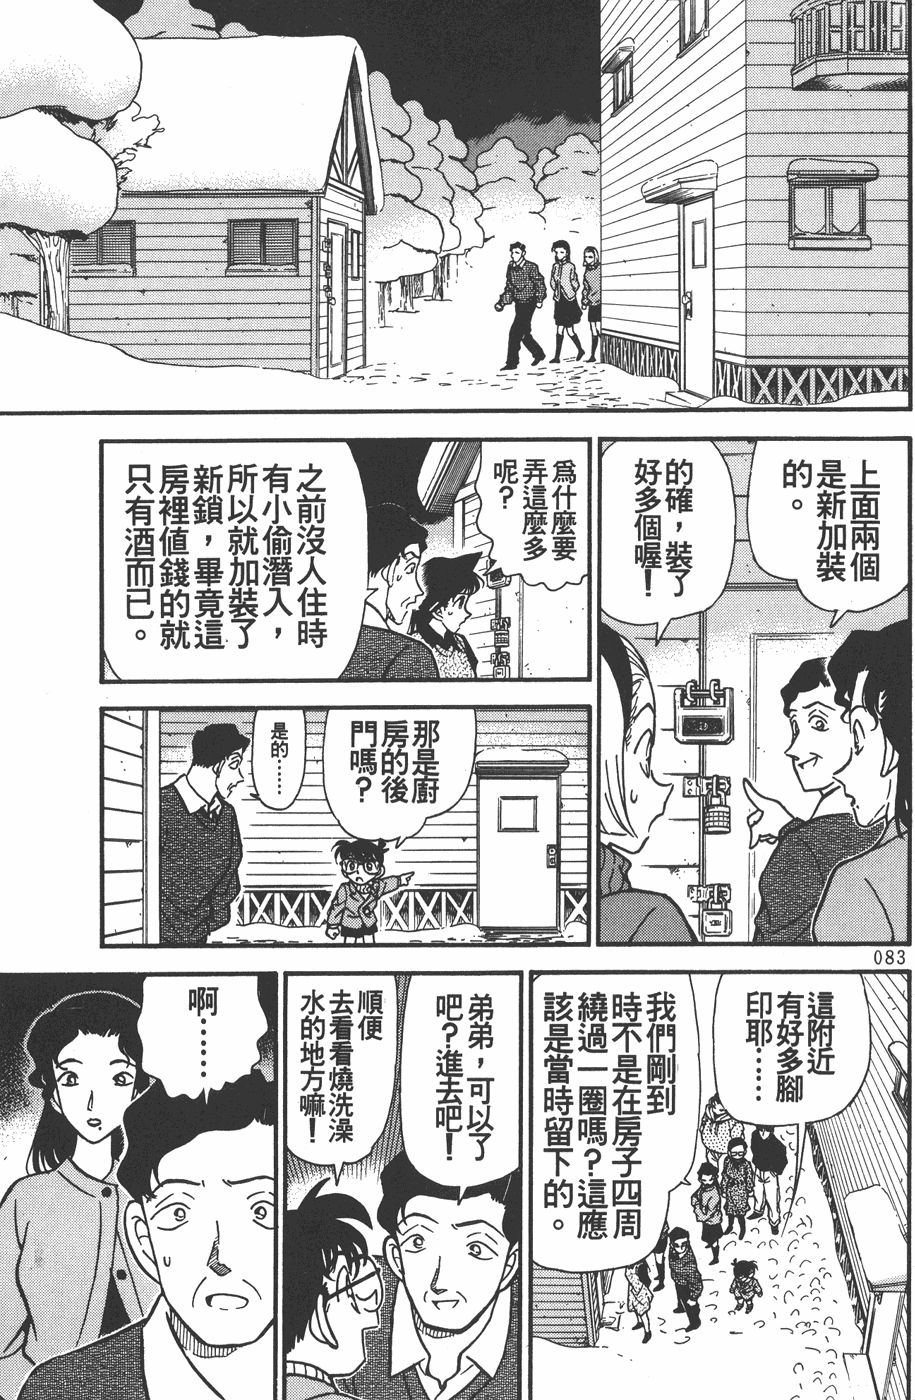 上面兩個
是新加裝
的。
的確，裝了
好多個喔！
爲什麼要
弄這麼多
呢？
之前沒人住時
有小偷潛入，
所以就加裝了
新鎖，畢竟這
房裡值錢的就
只有酒而已。
那是廚
房的後
門嗎？
是的……
083
這附近
有好多腳
印耶……
我們剛到
時不是在房子四周
繞過一圈嗎？這應
該是當時留下的。
弟弟，可以了
吧？進去吧！
順便
去看看燒洗澡
水的地方嘛！
啊……